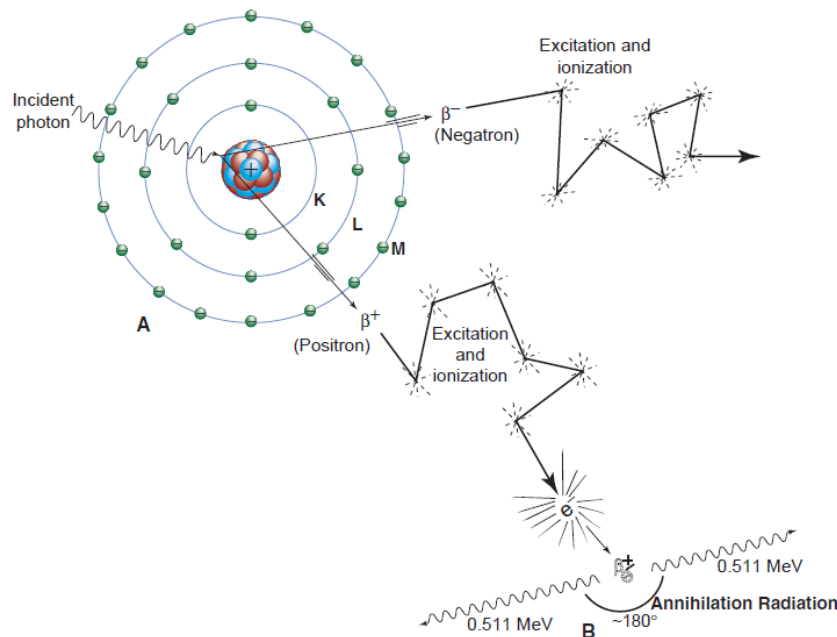 Incident
photon
+
K
L
M
A
β−
(Negatron)
Excitation and
ionization
β+
(Positron)
Excitation
and
ionization
e
0.511 MeV
0.511 MeV
Annihilation Radiation
B
~180°